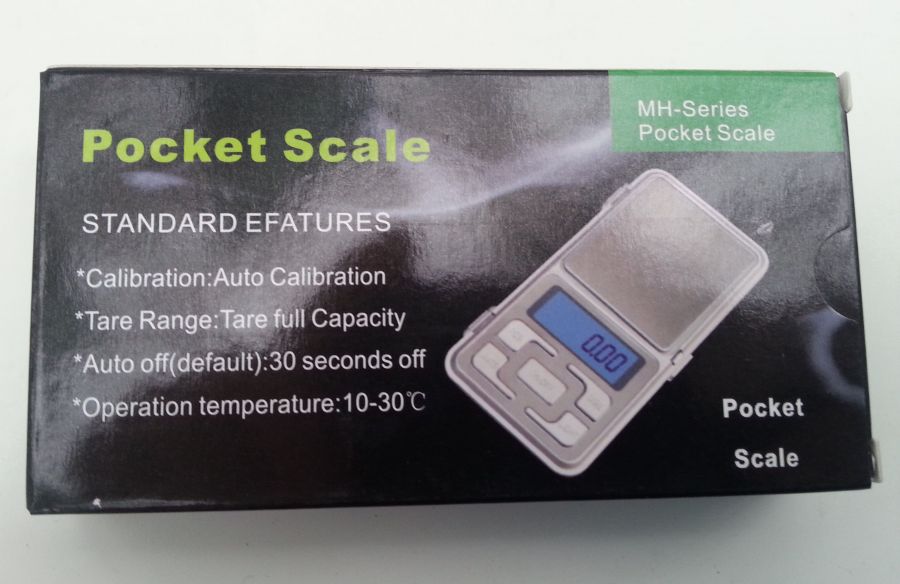 MH-Series
Pocket Scale
Pocket Scale
STANDARD EFATURES
*Calibration:Auto Calibration
*Tare Range:Tare full Capacity
*Auto off(default):30 seconds off
*Operation temperature:10-30℃
0.00
Pocket
Scale